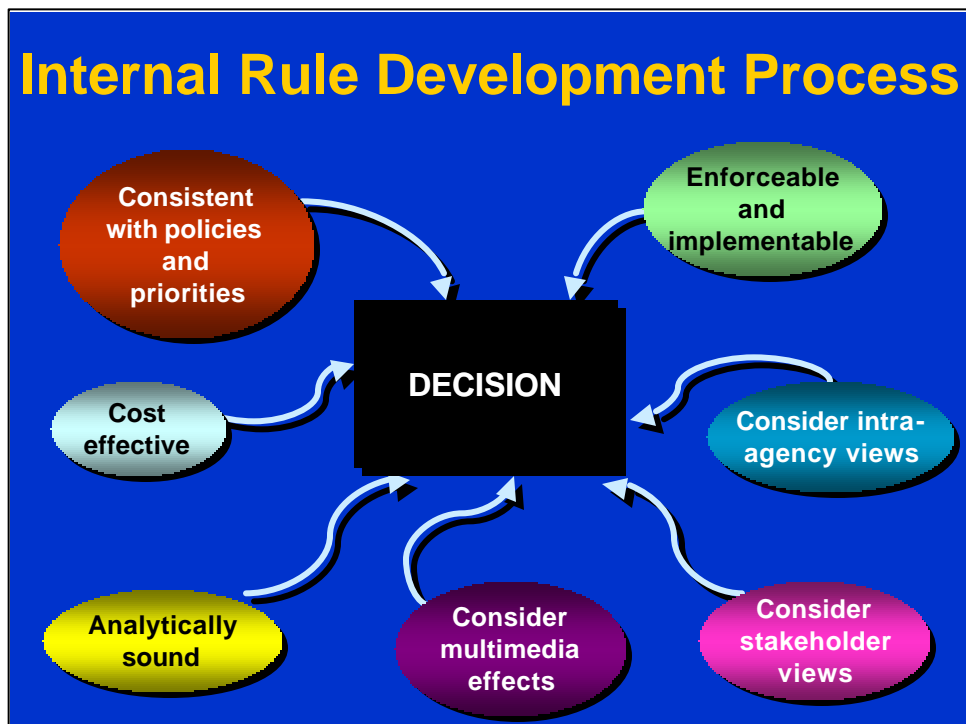 Internal Rule Development Process
Consistent
with policies
and
priorities
Enforceable
and
implementable
DECISION
Cost
effective
Consider intra-
agency views
Analytically
sound
Consider
multimedia
effects
Consider
stakeholder
views